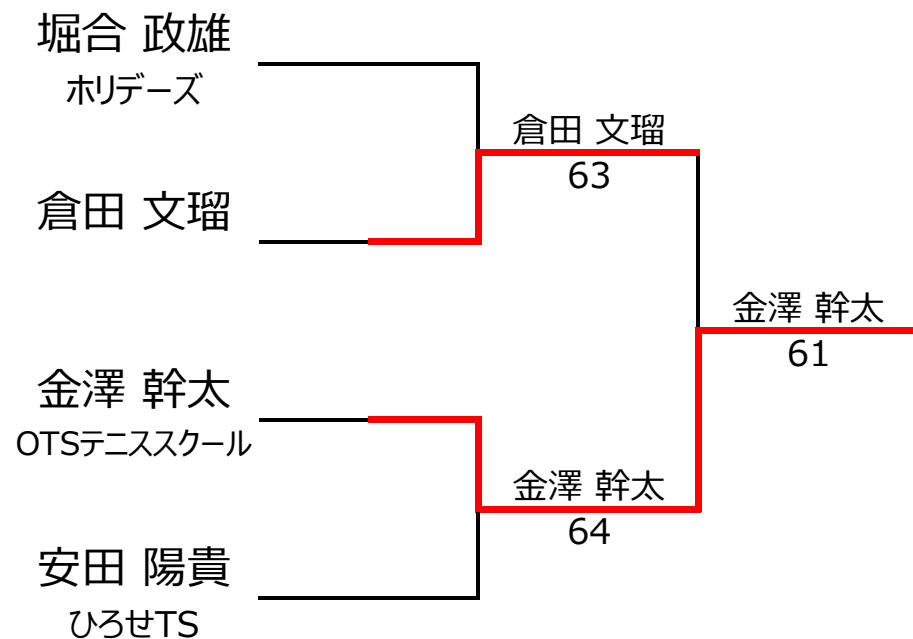 堀合 政雄
ホリデーズ
倉田 文瑠
63
倉田 文瑠
金澤 幹太
61
金澤 幹太
OTSテニススクール
金澤 幹太
64
安田 陽貴
ひろせTS